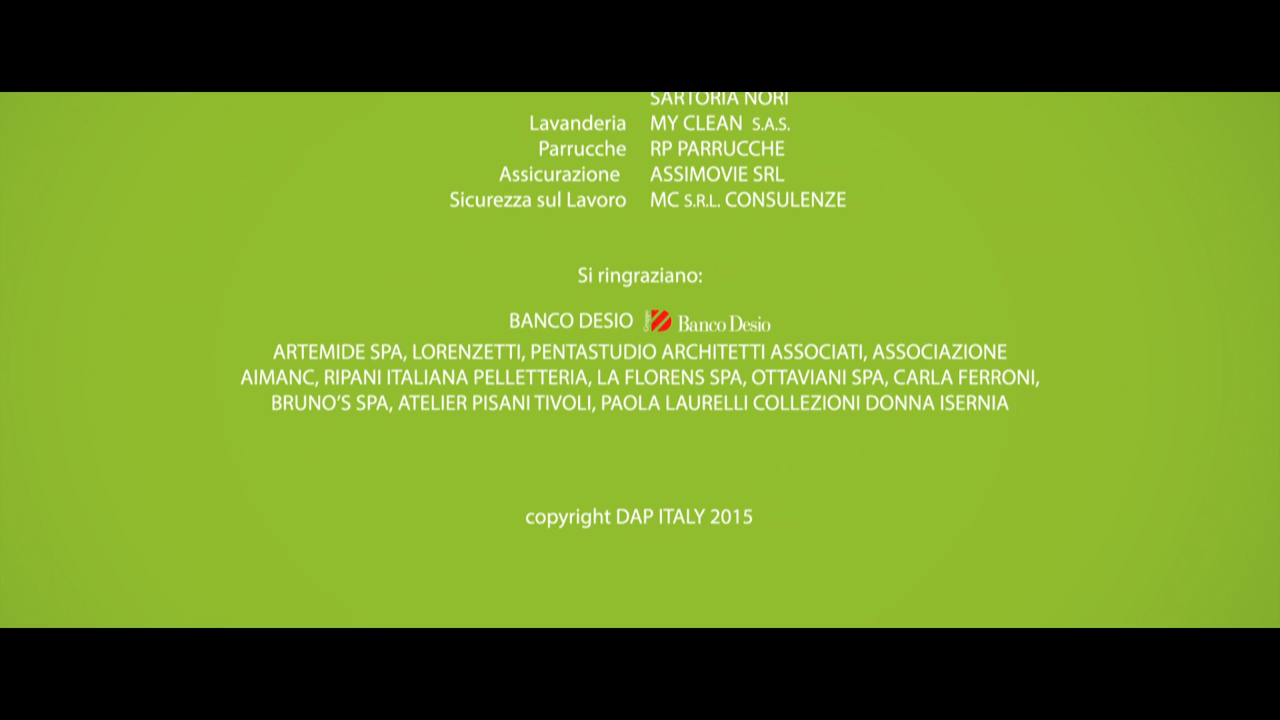 SARTORIA NORI
Lavanderia MY CLEAN S.A.S.
Parrucche RP PARRUCCHE
Assicurazione ASSIMOVIE SRL
Sicurezza sul Lavoro MC S.R.L. CONSULENZE
Si ringraziano:
BANCO DESIO Gruppo Banco Desio
ARTEMIDE SPA, LORENZETTI, PENTASTUDIO ARCHITETTI ASSOCIATI, ASSOCIAZIONE
AIMANC, RIPANI ITALIANA PELLETTERIA, LA FLORENS SPA, OTTAVIANI SPA, CARLA FERRONI,
BRUNO'S SPA, ATELIER PISANI TIVOLI, PAOLA LAURELLI COLLEZIONI DONNA ISERNIA
copyright DAP ITALY 2015